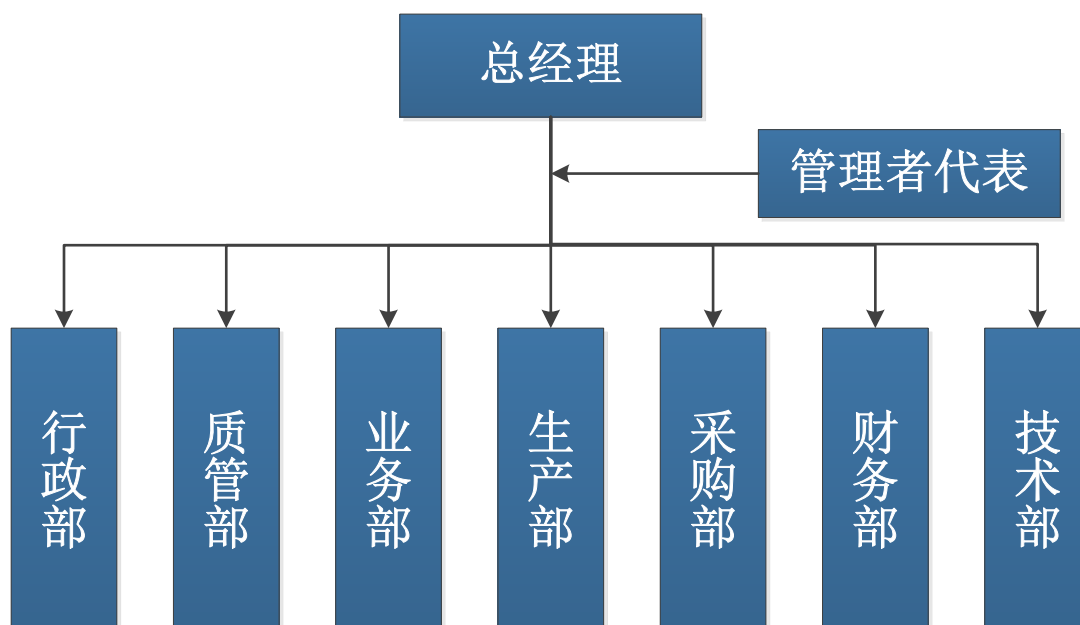 总经理
管理者代表
行政部
质管部
业务部
生产部
采购部
财务部
技术部